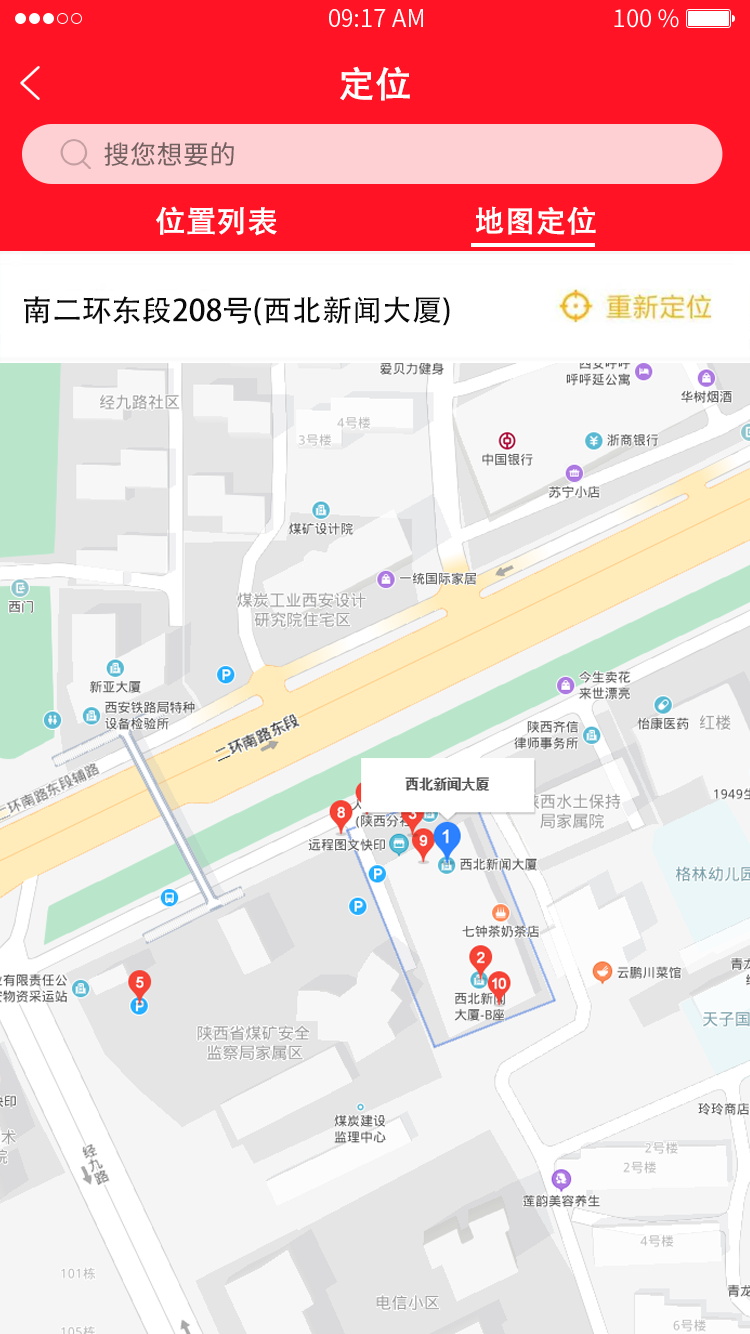 09:17 AM
100 %
定位
搜您想要的
位置列表
地图定位
南二环东段208号(西北新闻大厦)
重新定位
爱贝力健身
呼呼延公寓
华树烟酒
经九路社区
4号楼
3号楼
中国银行
浙商银行
苏宁小店
煤矿设计院
一统国际家居
西门
煤炭工业西安设计
研究院住宅区
P
新亚大厦
西安铁路局特种
设备检验所
今生卖花
来世漂亮
怡康医药
红楼
陕西齐信
律师事务所
二环南路东段
二环南路东段辅路
西北新闻大厦
1949生
陕西水土保持
局家属院
8
3
(陕西分社
9
1
远程图文快印
西北新闻大厦
P
格林幼儿园
P
七钟茶奶茶店
2
10
西北新闻
大厦-B座
云鹏川菜馆
青龙
业有限责任公
物资采运站
5
P
天子国
陕西省煤矿安全
监察局家属区
快印
煤炭建设
监理中心
玲玲商店
术
院
经九路
2号楼
2号楼
莲韵美容养生
4号楼
101栋
青龙
电信小区
105栋
6号楼